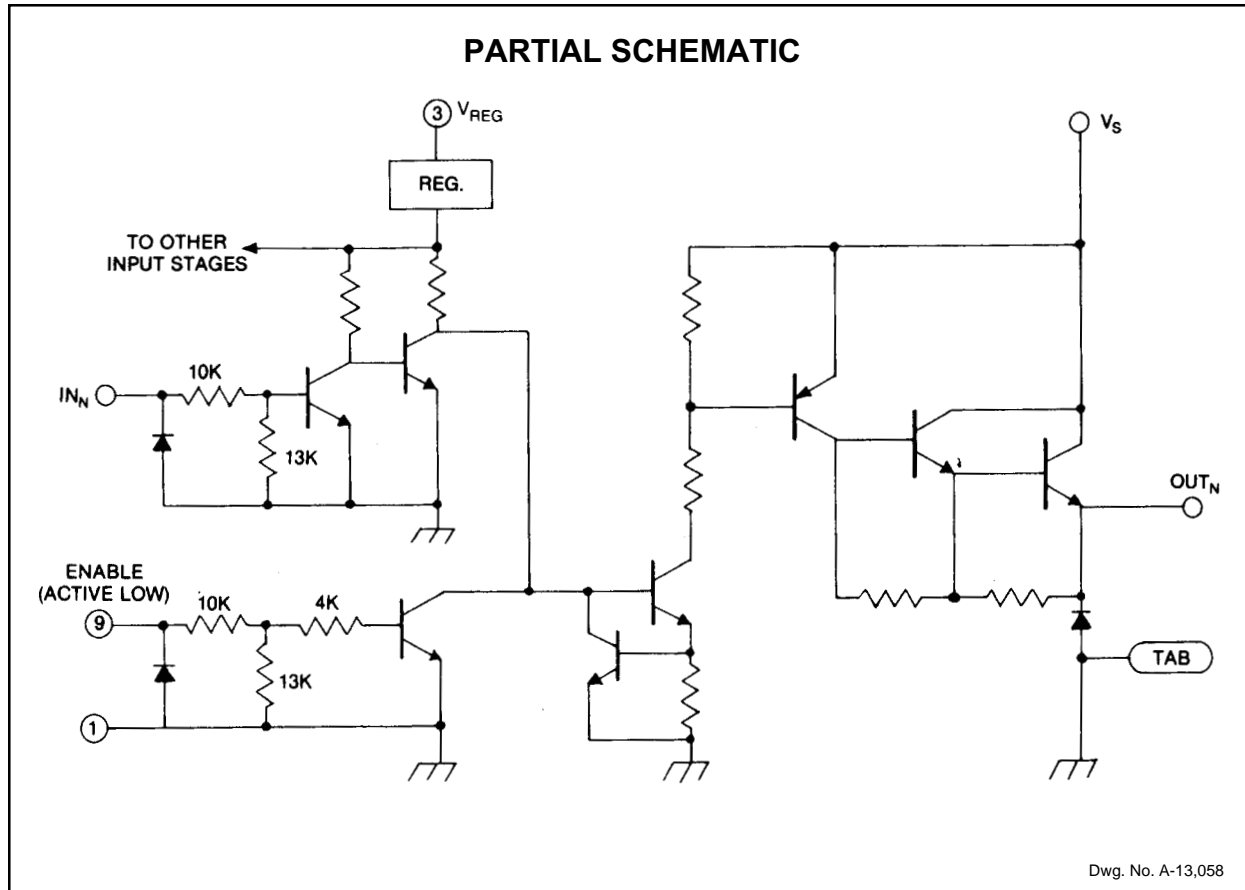 PARTIAL SCHEMATIC
3 VREG
REG.
VS
TO OTHER
INPUT STAGES
10K
INN
13K
OUTN
ENABLE
(ACTIVE LOW)
10K
4K
9
13K
TAB
1
Dwg. No. A-13,058